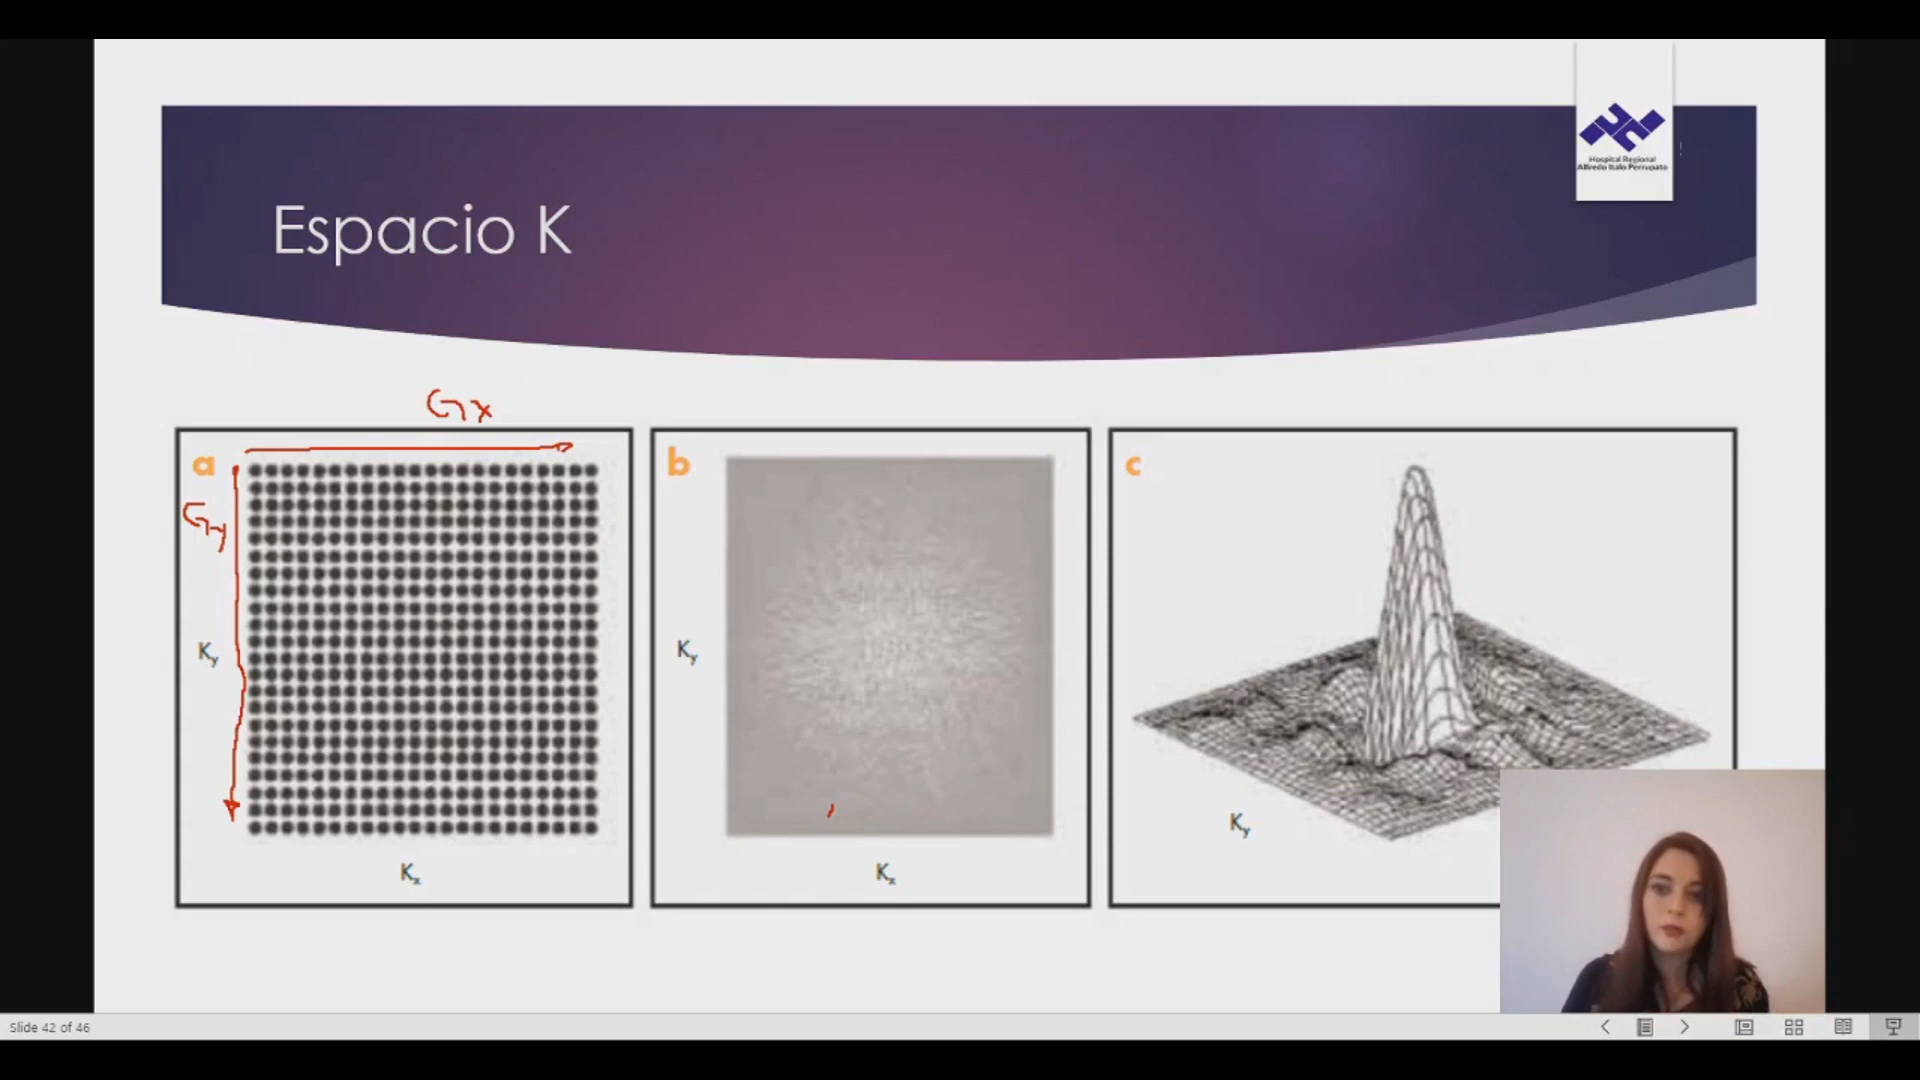 Hospital Regional
Alfredo Italo Perrupato
Espacio K
Gx
a
Gy
Ky
Kx
b
Ky
Kx
c
Ky
Slide 42 of 46